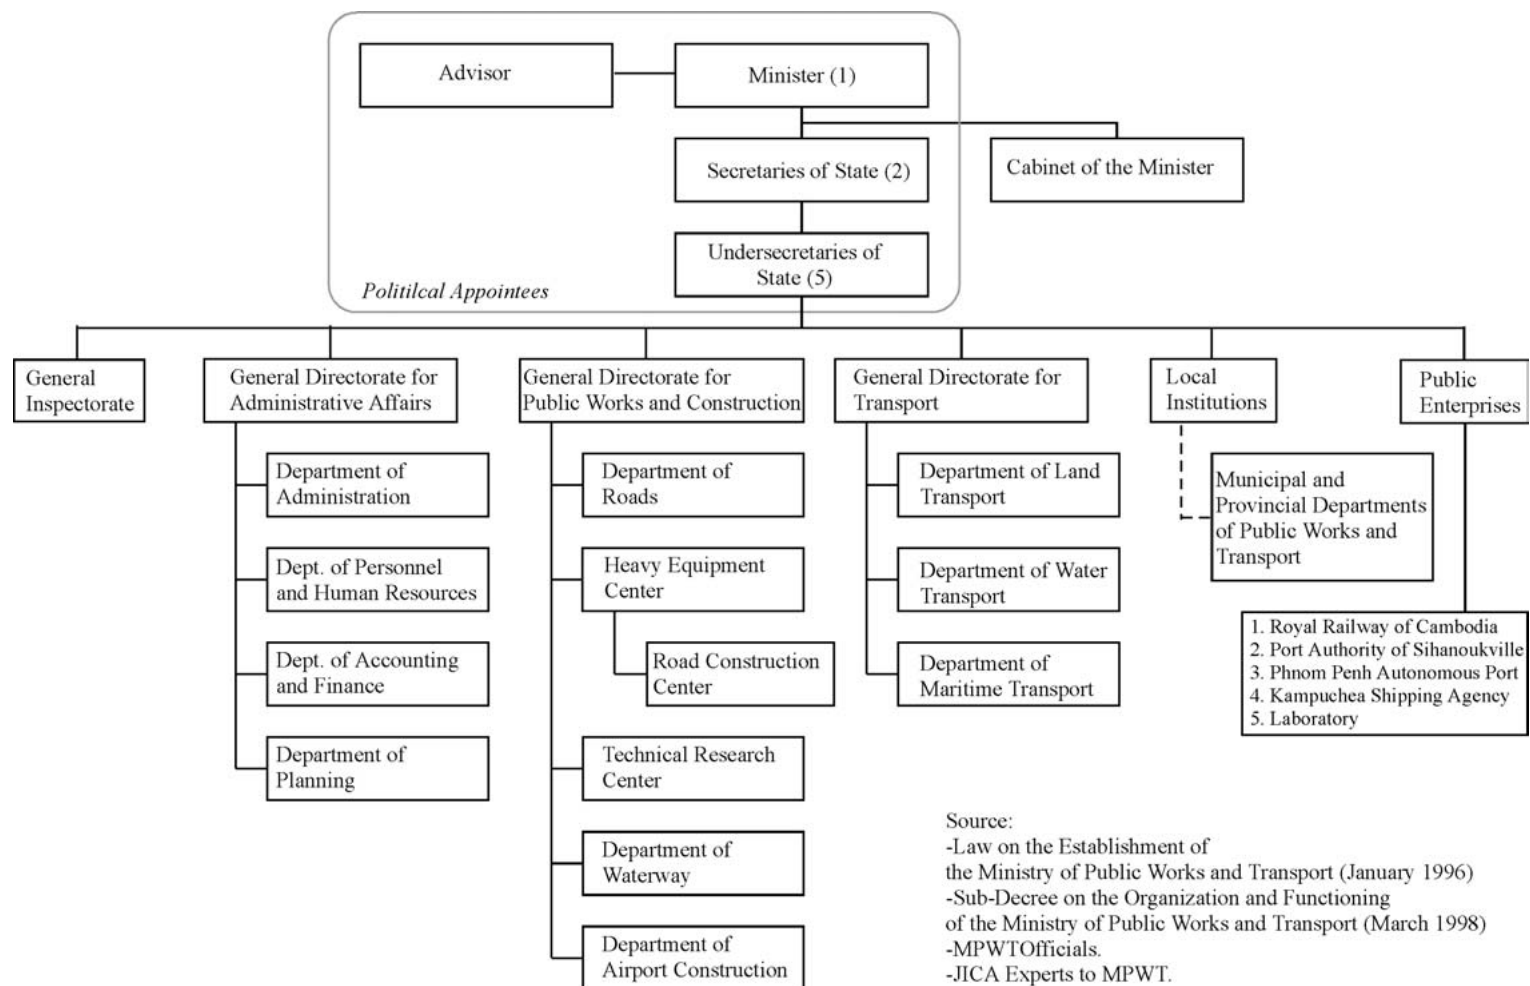 Advisor
Minister (1)
Secretaries of State (2)
Cabinet of the Minister
Undersecretaries of
State (5)
Politilcal Appointees
General
Inspectorate
General Directorate for
Administrative Affairs
General Directorate for
Public Works and Construction
General Directorate for
Transport
Local
Institutions
Public
Enterprises
Department of
Administration
Dept. of Personnel
and Human Resources
Dept. of Accounting
and Finance
Department of
Planning
Department of
Roads
Heavy Equipment
Center
Road Construction
Center
Technical Research
Center
Department of
Waterway
Department of
Airport Construction
Department of Land
Transport
Department of Water
Transport
Department of
Maritime Transport
Municipal and
Provincial Departments
of Public Works and
Transport
1. Royal Railway of Cambodia
2. Port Authority of Sihanoukville
3. Phnom Penh Autonomous Port
4. Kampuchea Shipping Agency
5. Laboratory
Source:
-Law on the Establishment of
the Ministry of Public Works and Transport (January 1996)
-Sub-Decree on the Organization and Functioning
of the Ministry of Public Works and Transport (March 1998)
-MPWTOfficials.
-JICA Experts to MPWT.